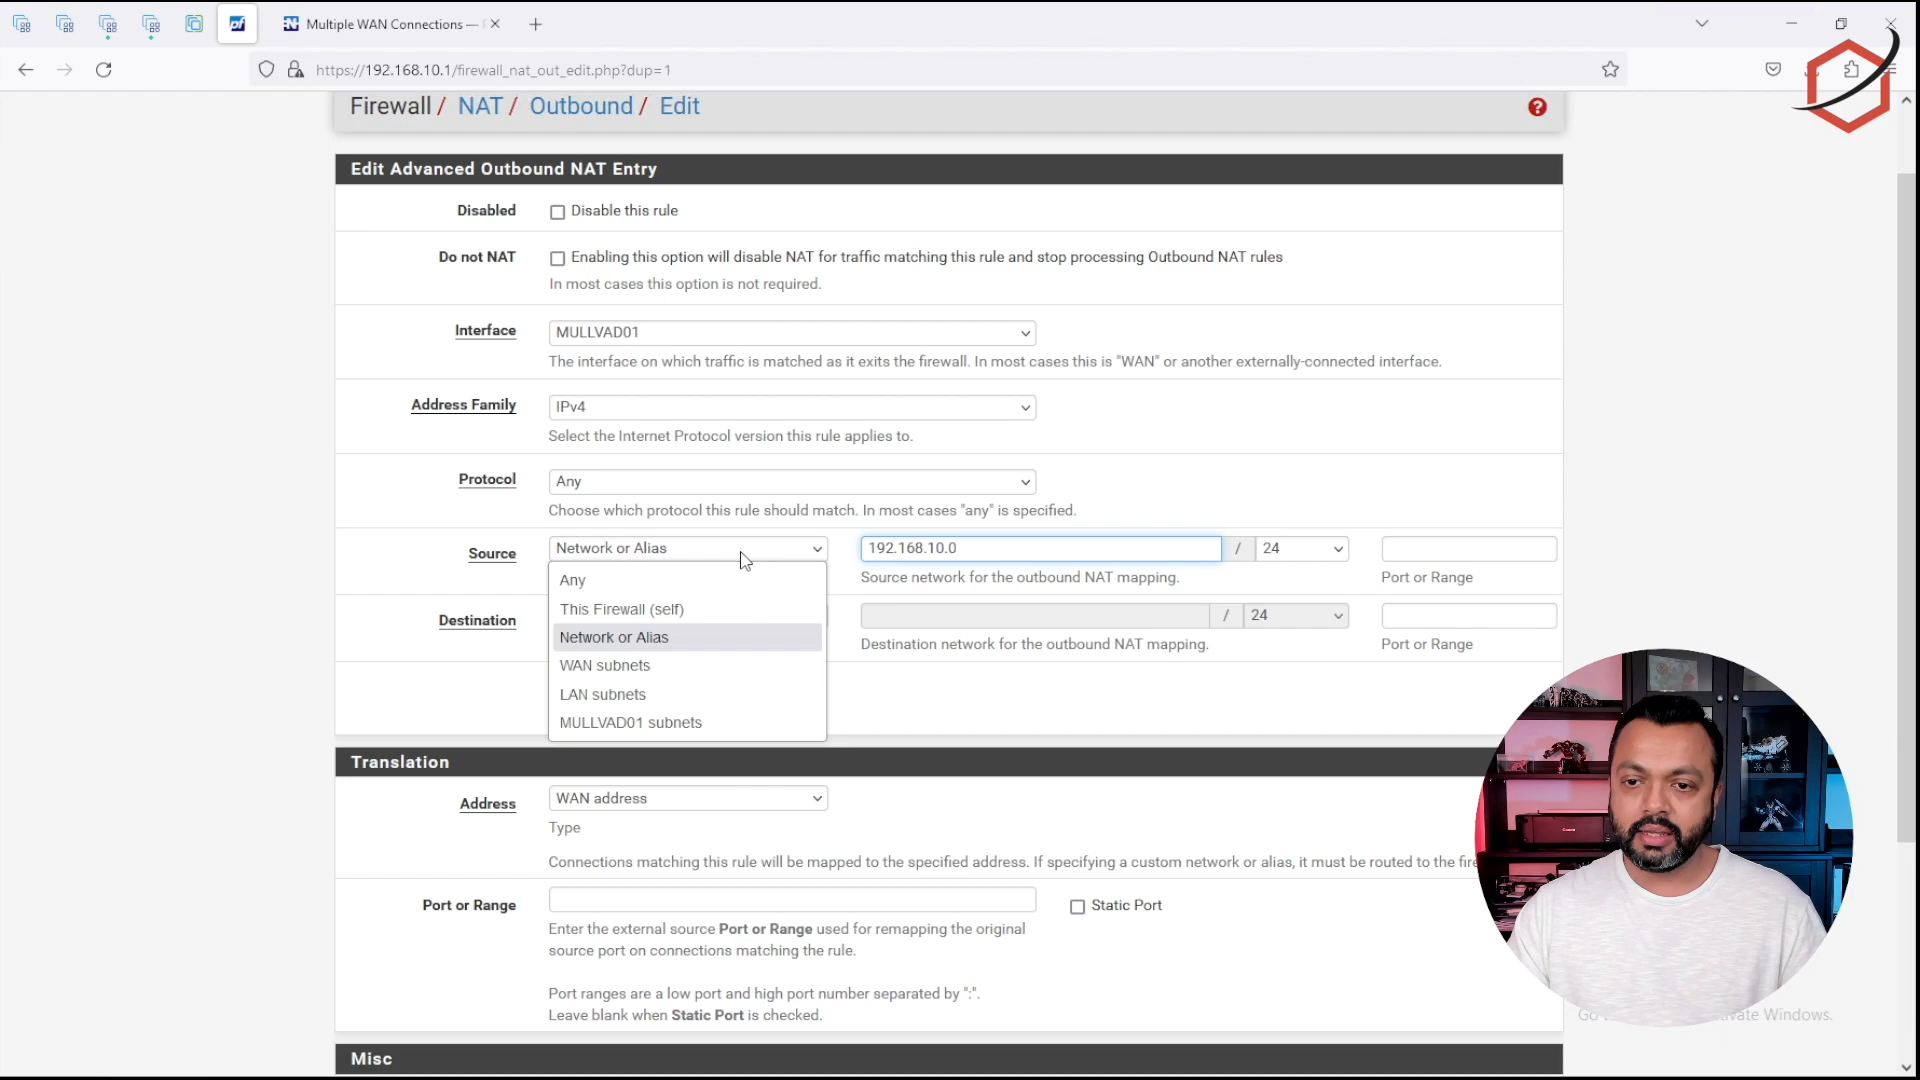 Multiple WAN Connections —
https://192.168.10.1/firewall_nat_out_edit.php?dup=1
Firewall / NAT / Outbound / Edit
Edit Advanced Outbound NAT Entry
Disabled
Disable this rule
Do not NAT
Enabling this option will disable NAT for traffic matching this rule and stop processing Outbound NAT rules
In most cases this option is not required.
Interface
MULLVAD01
The interface on which traffic is matched as it exits the firewall. In most cases this is "WAN" or another externally-connected interface.
Address Family
IPv4
Select the Internet Protocol version this rule applies to.
Protocol
Any
Choose which protocol this rule should match. In most cases "any" is specified.
Source
Network or Alias
192.168.10.0
/
24
Source network for the outbound NAT mapping.
Port or Range
Any
This Firewall (self)
Network or Alias
WAN subnets
LAN subnets
MULLVAD01 subnets
Destination
/
24
Destination network for the outbound NAT mapping.
Port or Range
Translation
Address
WAN address
Type
Connections matching this rule will be mapped to the specified address. If specifying a custom network or alias, it must be routed to the
Port or Range
Static Port
Enter the external source Port or Range used for remapping the original
source port on connections matching the rule.
Port ranges are a low port and high port number separated by ":".
Leave blank when Static Port is checked.
Misc
Windows.